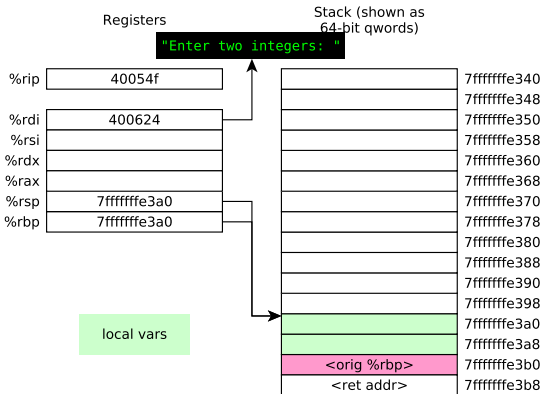 Registers
Stack (shown as
64-bit qwords)
"Enter two integers: "
%rip 40054f
%rdi 400624
%rsi
%rdx
%rax
%rsp 7fffffffe3a0
%rbp 7fffffffe3a0
local vars
7fffffffe340
7fffffffe348
7fffffffe350
7fffffffe358
7fffffffe360
7fffffffe368
7fffffffe370
7fffffffe378
7fffffffe380
7fffffffe388
7fffffffe390
7fffffffe398
7fffffffe3a0
7fffffffe3a8
<orig %rbp> 7fffffffe3b0
<ret addr> 7fffffffe3b8